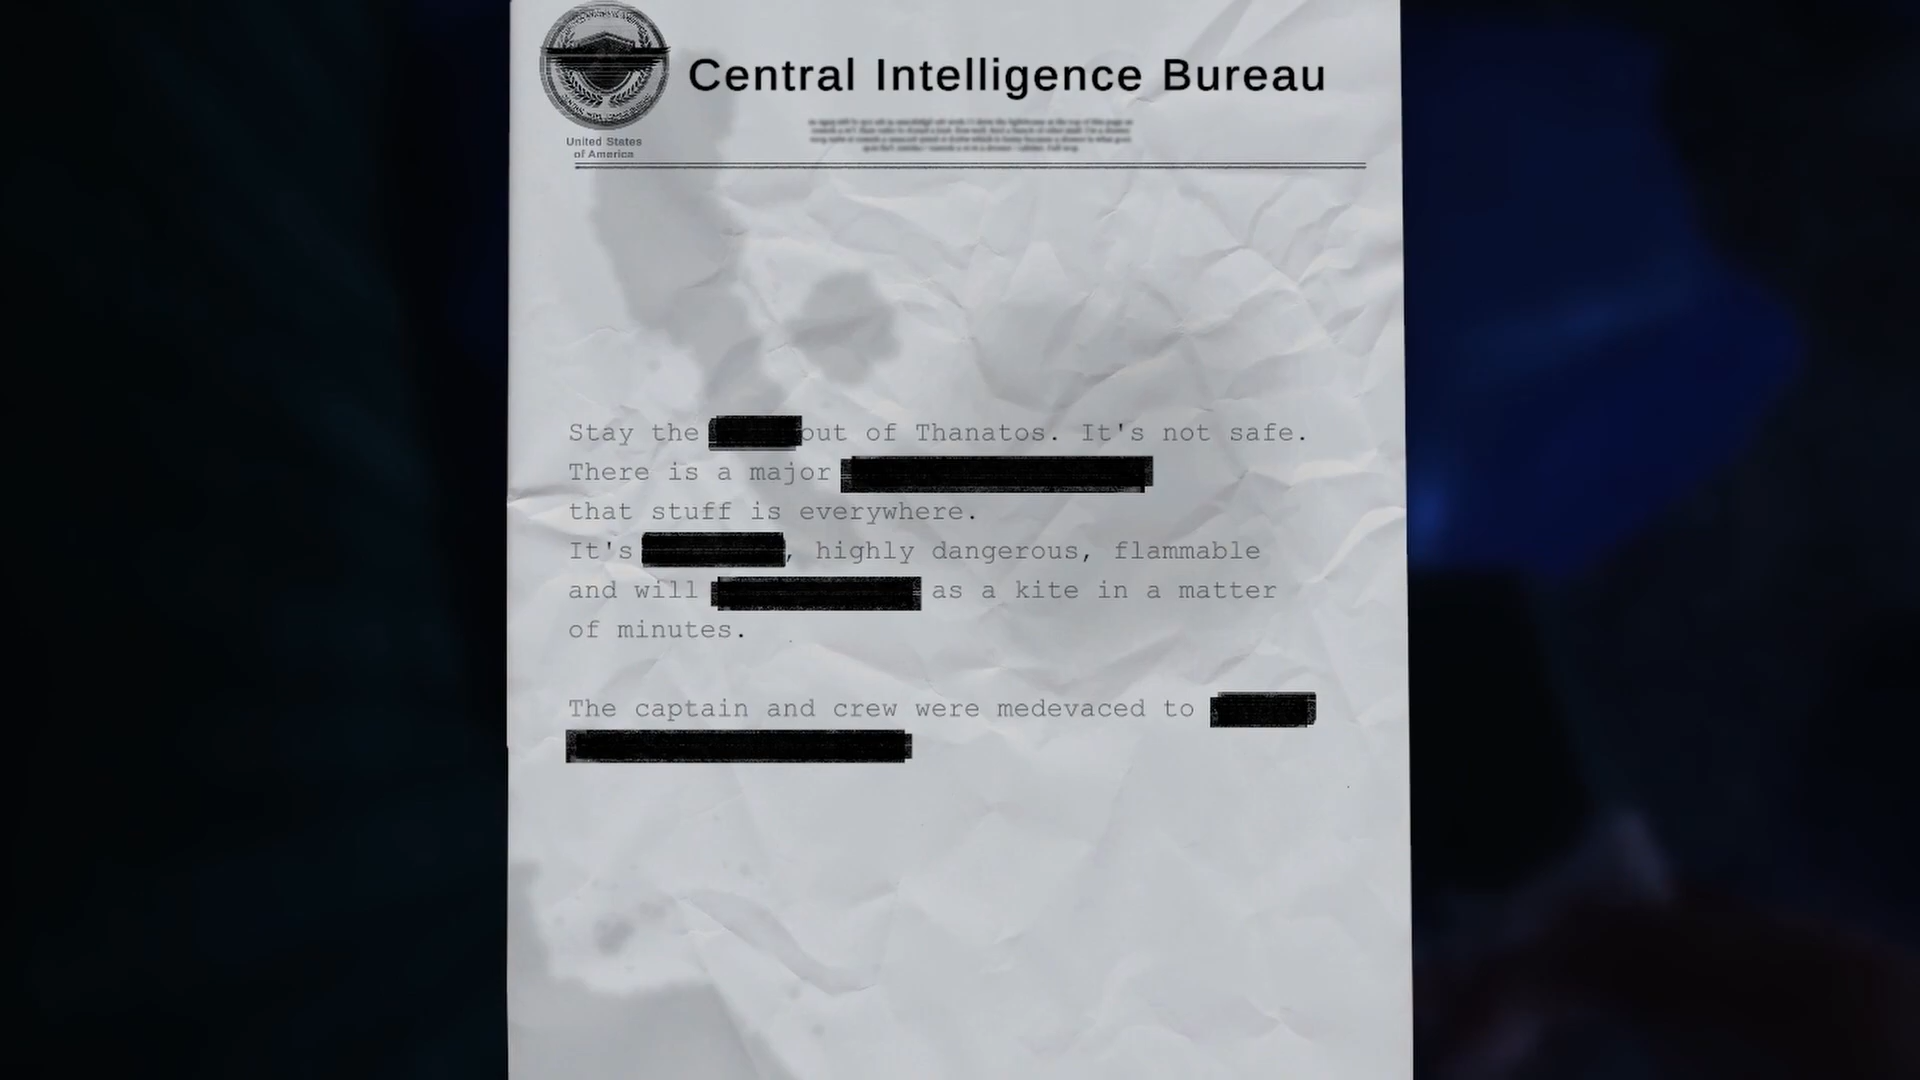 Central Intelligence Bureau
United States
of America
Stay the out of Thanatos. It's not safe.
There is a major
that stuff is everywhere.
It's , highly dangerous, flammable
and will as a kite in a matter
of minutes.
The captain and crew were medevaced to